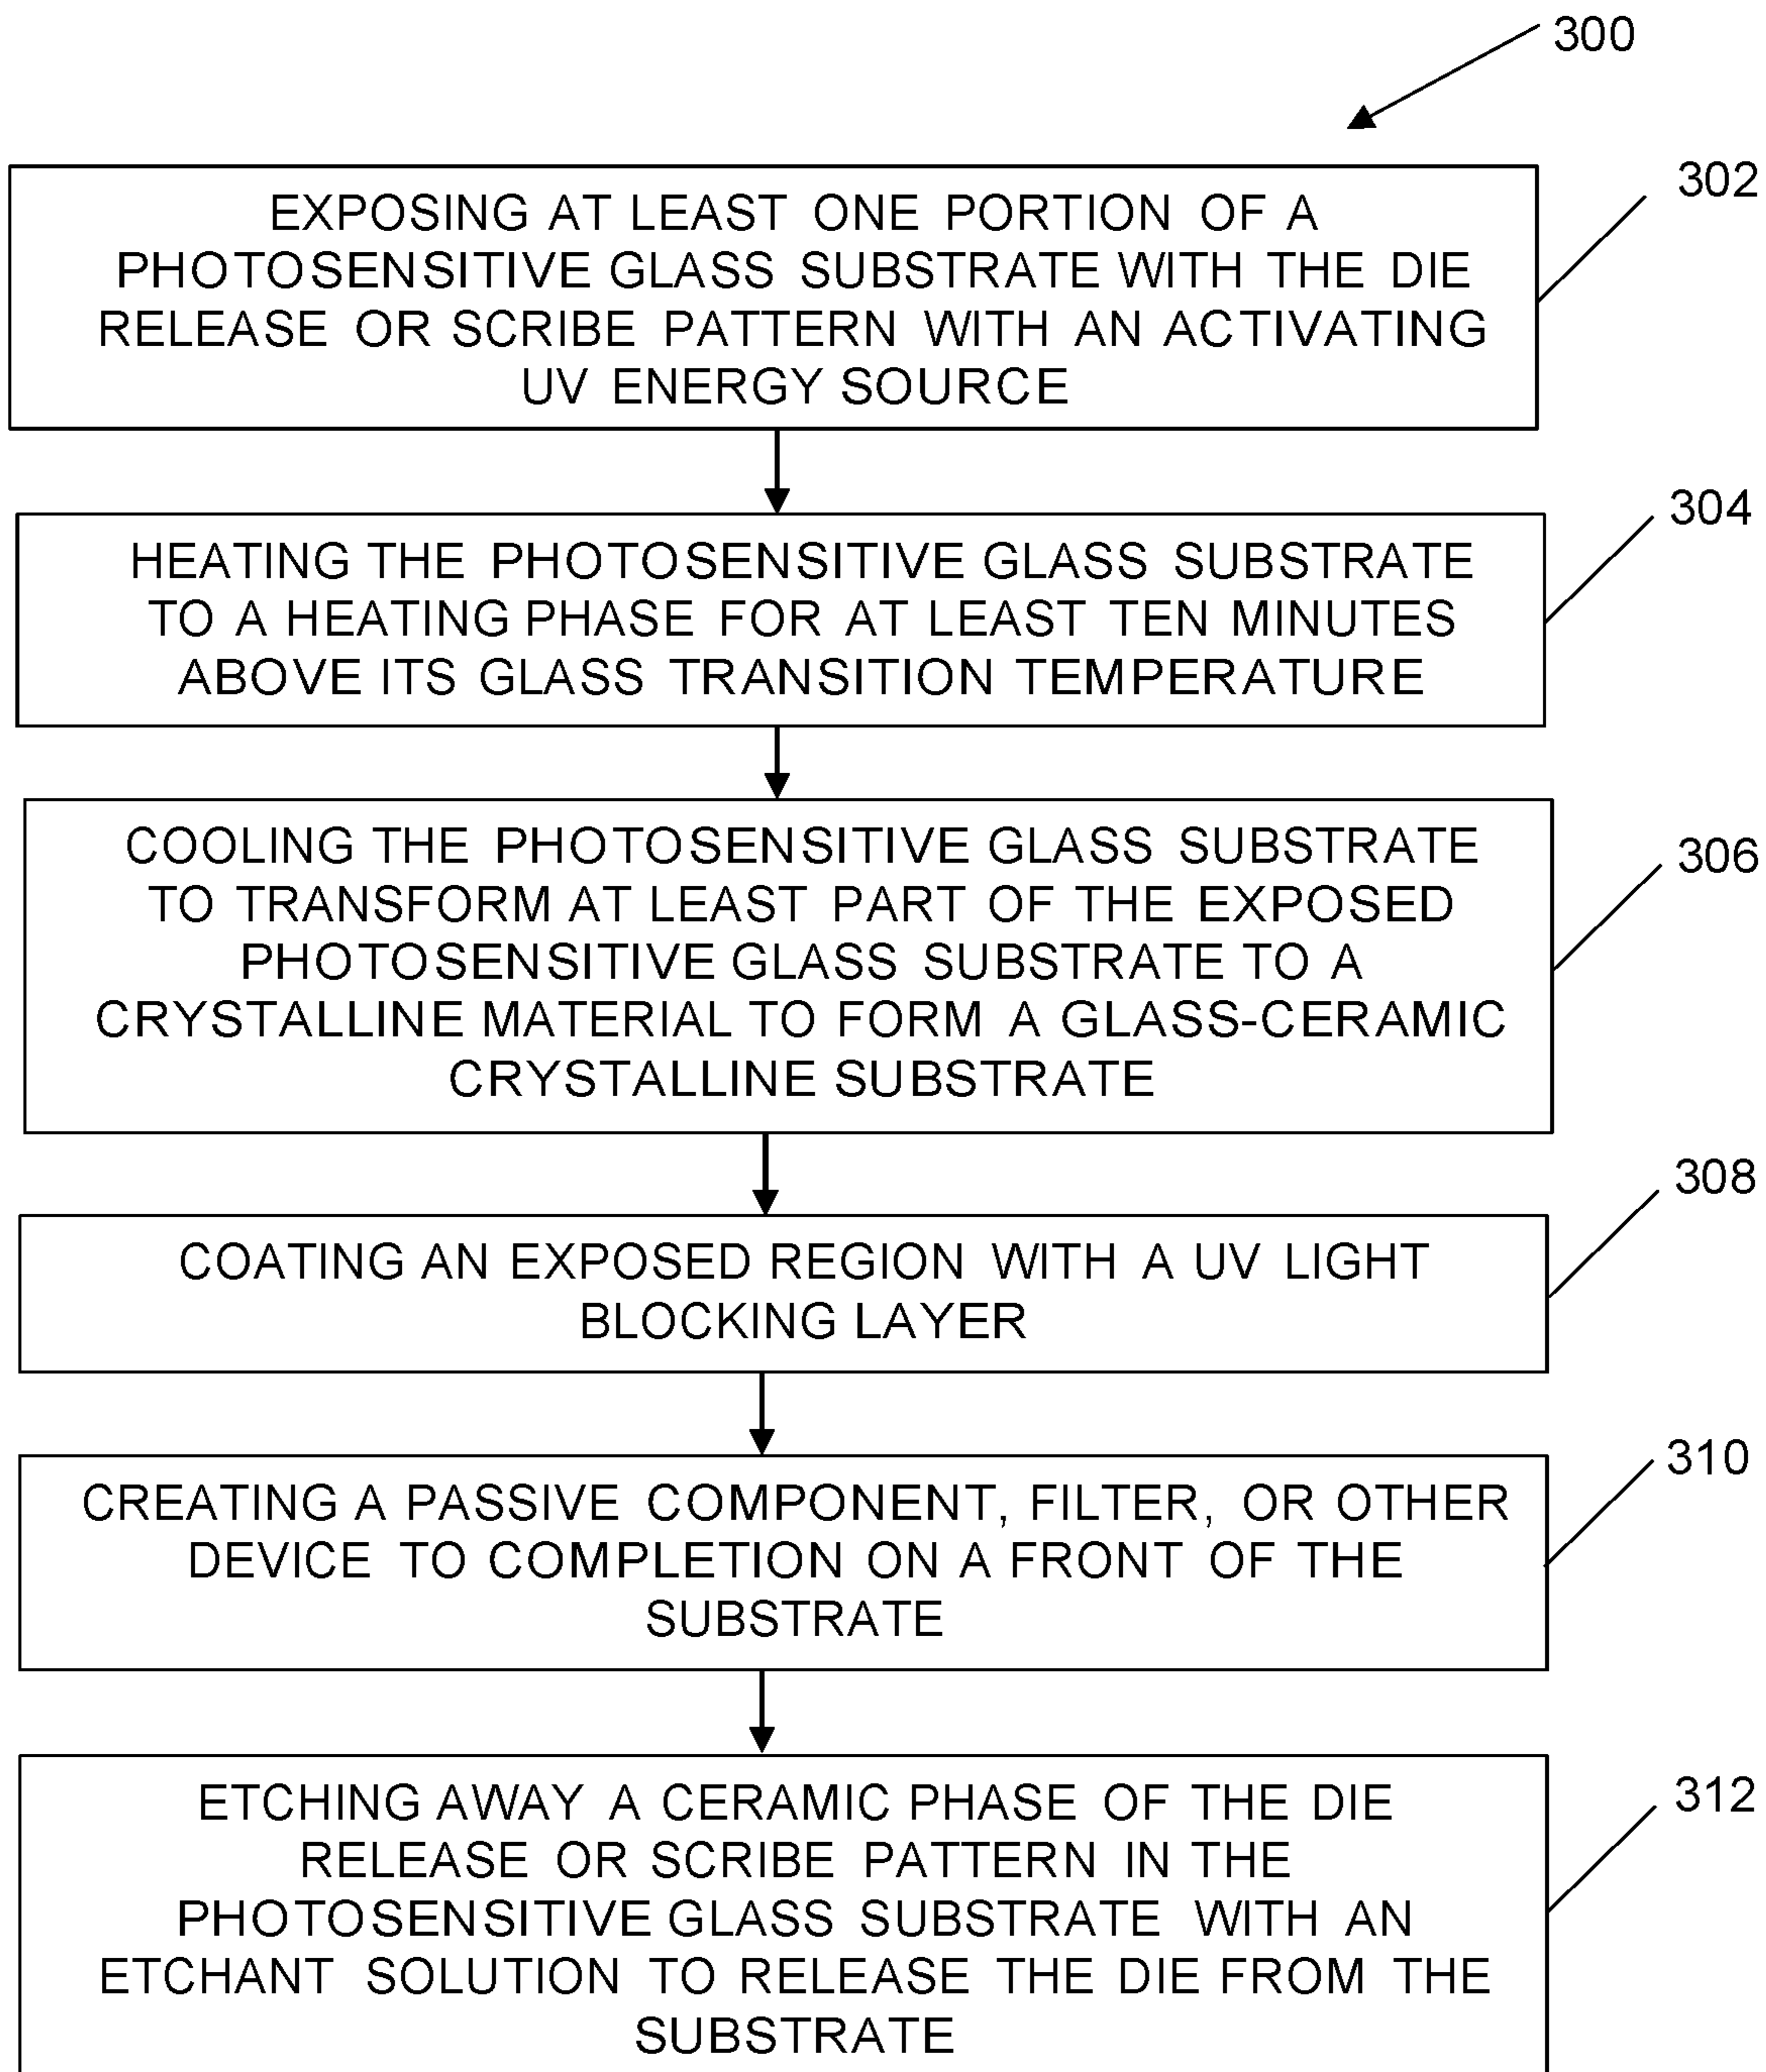 300
302
EXPOSING AT LEAST ONE PORTION OF A
PHOTOSENSITIVE GLASS SUBSTRATE WITH THE DIE
RELEASE OR SCRIBE PATTERN WITH AN ACTIVATING
UV ENERGY SOURCE
304
HEATING THE PHOTOSENSITIVE GLASS SUBSTRATE
TO A HEATING PHASE FOR AT LEAST TEN MINUTES
ABOVE ITS GLASS TRANSITION TEMPERATURE
306
COOLING THE PHOTOSENSITIVE GLASS SUBSTRATE
TO TRANSFORM AT LEAST PART OF THE EXPOSED
PHOTOSENSITIVE GLASS SUBSTRATE TO A
CRYSTALLINE MATERIAL TO FORM A GLASS-CERAMIC
CRYSTALLINE SUBSTRATE
308
COATING AN EXPOSED REGION WITH A UV LIGHT
BLOCKING LAYER
310
CREATING A PASSIVE COMPONENT, FILTER, OR OTHER
DEVICE TO COMPLETION ON A FRONT OF THE
SUBSTRATE
312
ETCHING AWAY A CERAMIC PHASE OF THE DIE
RELEASE OR SCRIBE PATTERN IN THE
PHOTOSENSITIVE GLASS SUBSTRATE WITH AN
ETCHANT SOLUTION TO RELEASE THE DIE FROM THE
SUBSTRATE